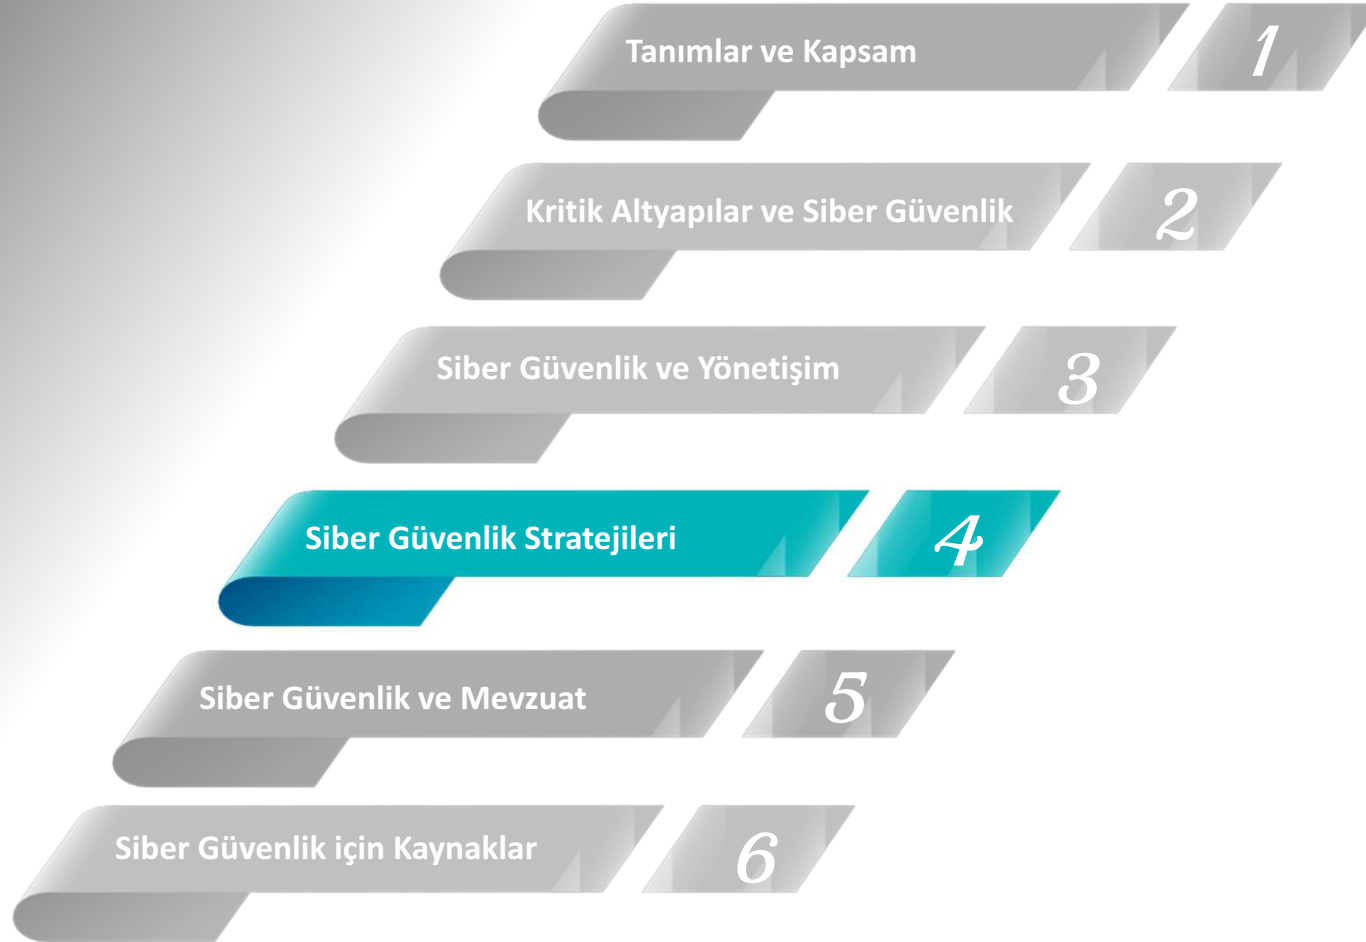 Tanımlar ve Kapsam 1
Kritik Altyapılar ve Siber Güvenlik 2
Siber Güvenlik ve Yönetişim 3
Siber Güvenlik Stratejileri 4
Siber Güvenlik ve Mevzuat 5
Siber Güvenlik için Kaynaklar 6